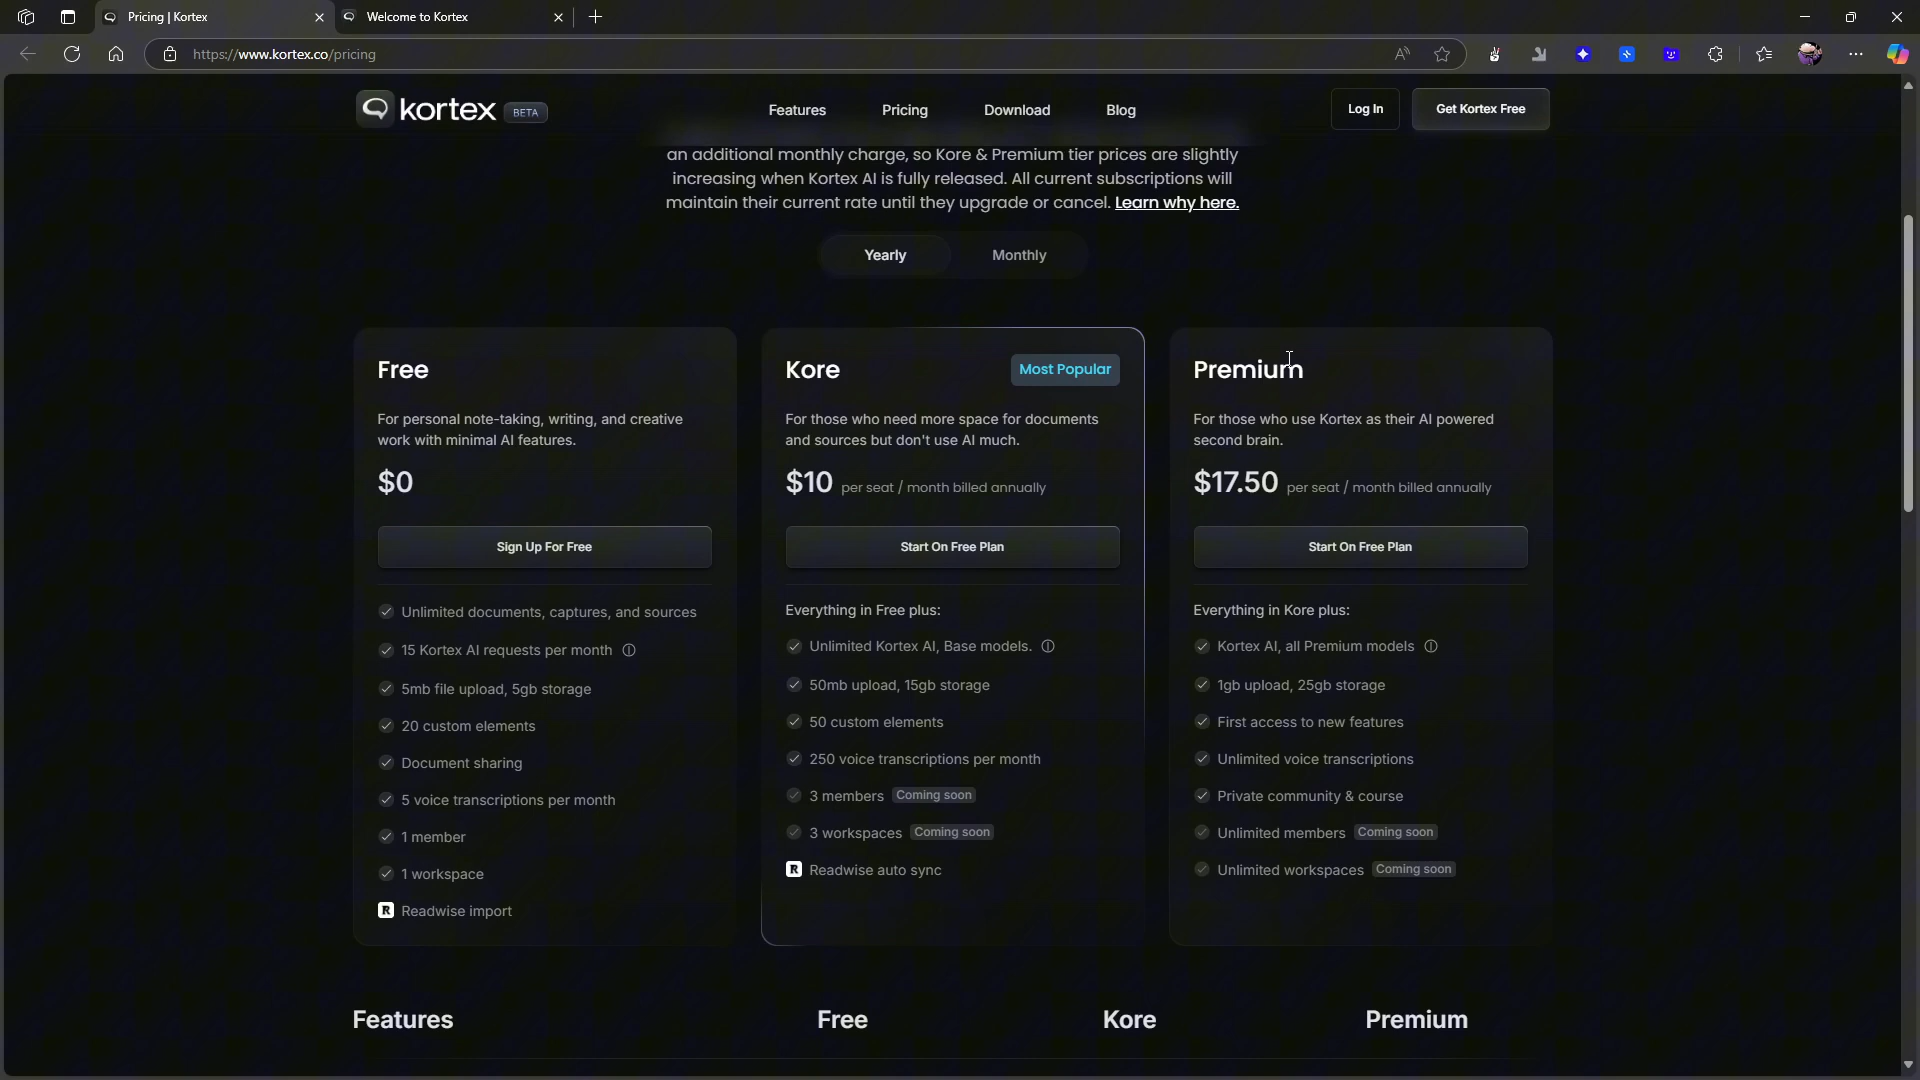 Pricing | Kortex
Welcome to Kortex
https://www.kortex.co/pricing
kortex BETA
Features
Pricing
Download
Blog
Log In
Get Kortex Free
an additional monthly charge, so Kore & Premium tier prices are slightly
increasing when Kortex AI is fully released. All current subscriptions will
maintain their current rate until they upgrade or cancel. Learn why here.
Yearly
Monthly
Free
For personal note-taking, writing, and creative
work with minimal AI features.
$0
Sign Up For Free
Unlimited documents, captures, and sources
15 Kortex AI requests per month
5mb file upload, 5gb storage
20 custom elements
Document sharing
5 voice transcriptions per month
1 member
1 workspace
R Readwise import
Kore
Most Popular
For those who need more space for documents
and sources but don't use AI much.
$10 per seat / month billed annually
Start On Free Plan
Everything in Free plus:
Unlimited Kortex AI, Base models.
50mb upload, 15gb storage
50 custom elements
250 voice transcriptions per month
3 members Coming soon
3 workspaces Coming soon
R Readwise auto sync
Premium
For those who use Kortex as their AI powered
second brain.
$17.50 per seat / month billed annually
Start On Free Plan
Everything in Kore plus:
Kortex AI, all Premium models
1gb upload, 25gb storage
First access to new features
Unlimited voice transcriptions
Private community & course
Unlimited members Coming soon
Unlimited workspaces Coming soon
Features
Free
Kore
Premium